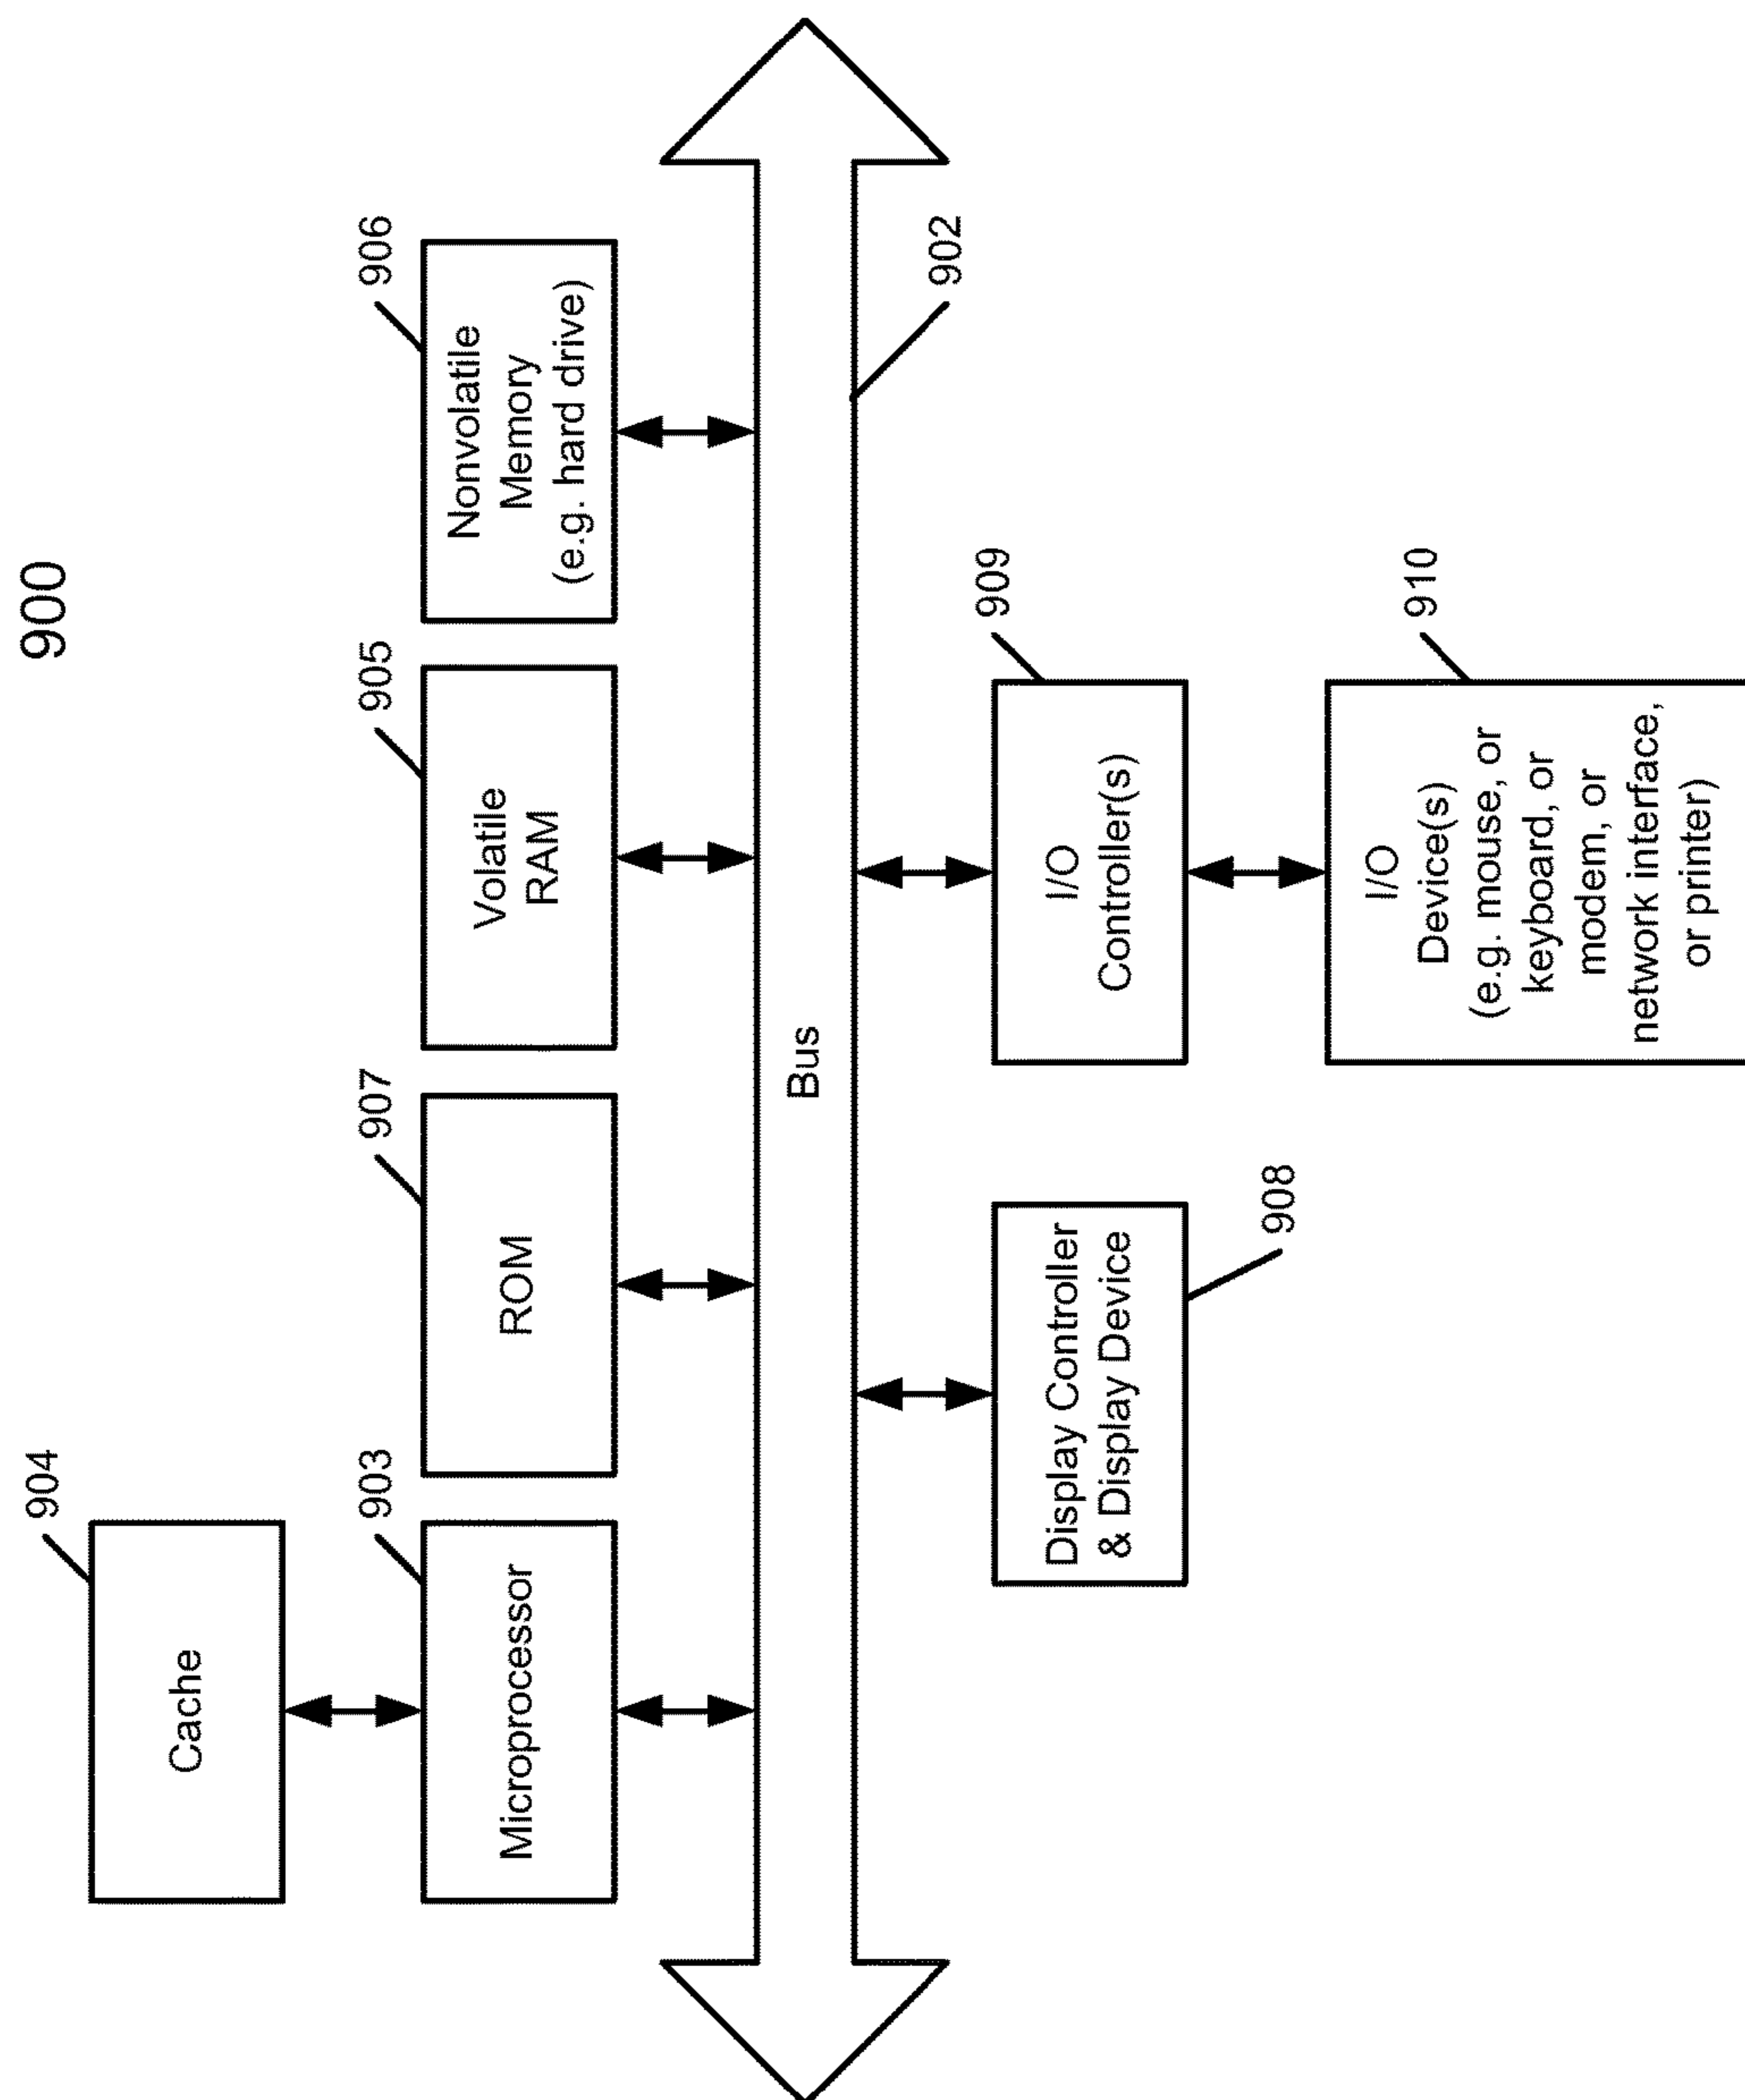 900
904
Cache
903
Microprocessor
907
ROM
905
Volatile
RAM
906
Nonvolatile
Memory
(e.g. hard drive)
Bus
902
Display Controller
& Display Device
908
909
I/O
Controller(s)
910
I/O
Device(s)
(e.g. mouse, or
keyboard, or
modem, or
network interface,
or printer)